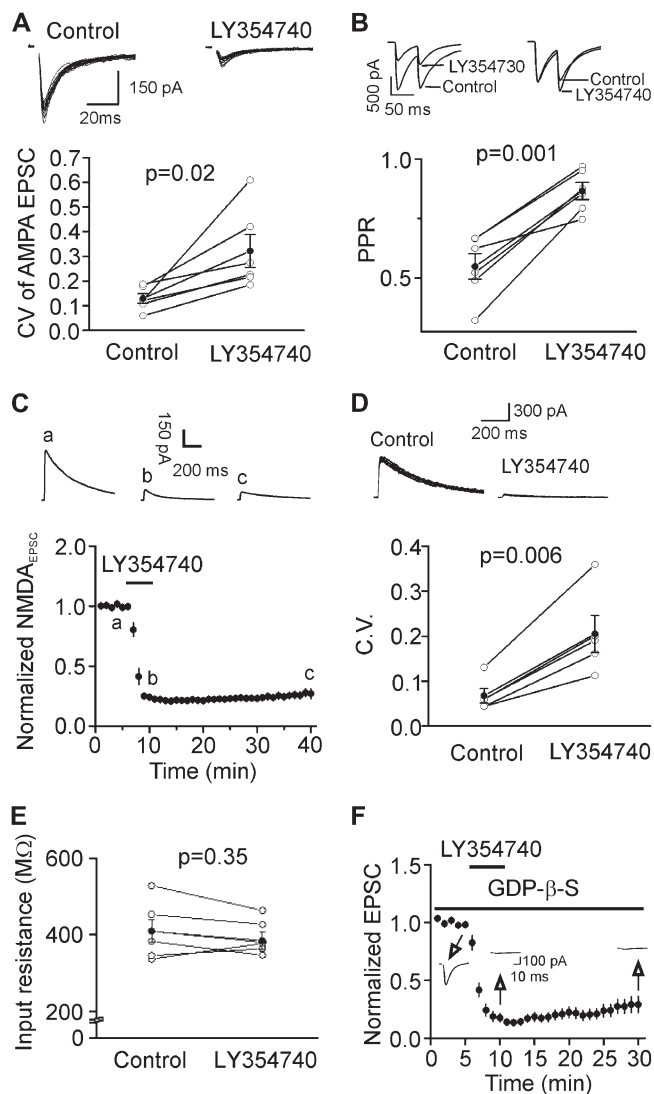 A
Control
LY354740
150 pA
20ms
0.7
0.6
0.5
0.4
0.3
0.2
0.1
0.0
CV of AMPA EPSC
p=0.02
Control
LY354740
B
500 pA
50 ms
LY354730
Control
Control
LY354740
1
0.5
PPR
p=0.001
Control
LY354740
C
a
b
c
150 pA
200 ms
2.0
1.0
0.5
0.0
Normalized NMDA_EPSC
LY354740
a
b
c
0
10
20
30
40
Time (min)
D
Control
300 pA
200 ms
LY354740
0.4
0.3
0.2
0.1
0.0
C.V.
p=0.006
Control
LY354740
E
600
400
200
0
Input resistance (MΩ)
p=0.35
Control
LY354740
F
LY354740
GDP-β-S
1.5
1.0
0.5
0.0
Normalized EPSC
100 pA
10 ms
0
5
10
15
20
25
30
Time (min)